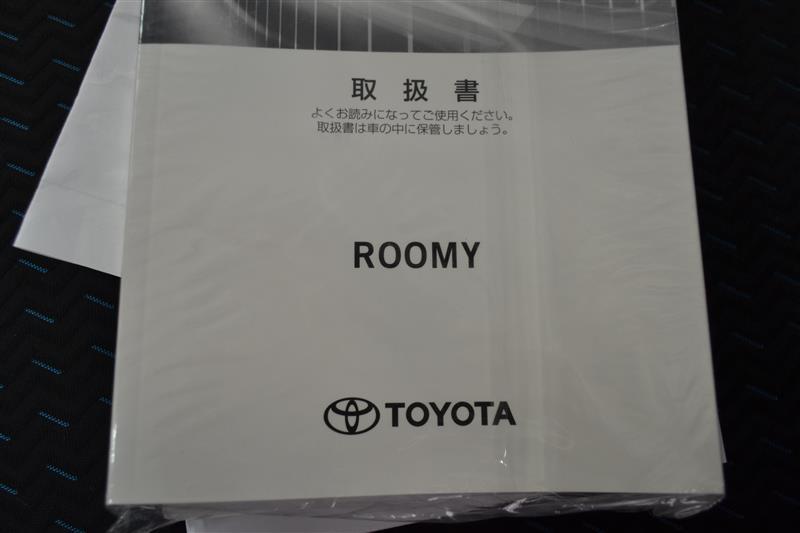 取扱書
よくお読みになってご使用ください。
取扱書は車の中に保管しましょう。
ROOMY
TOYOTA